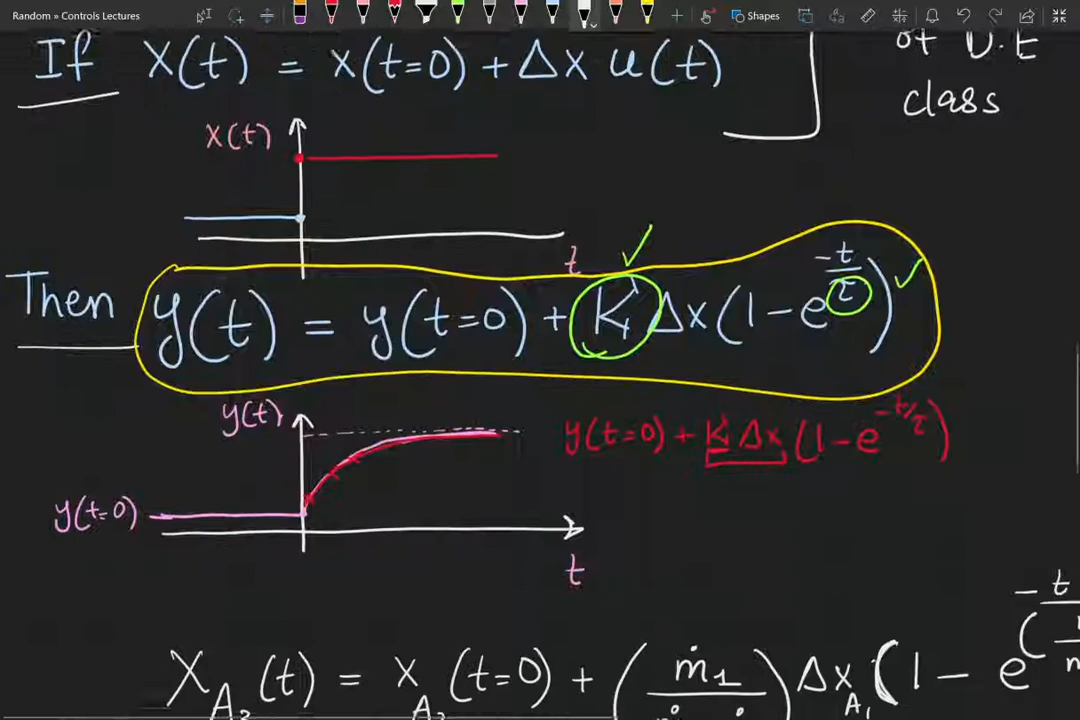 Random » Controls Lectures
Shapes
If X(t) = x(t=0) + Δx u(t)
of D.E
class
X(t)
t
Then y(t) = y(t=0) + K Δx (1 - e^(-t/τ))
y(t)
y(t=0) + K Δx (1 - e^(-t/τ))
y(t=0)
t
X_A2 (t) = x_A2 (t=0) + (ṁ1 / ) Δx_A1 (1 - e^(-t